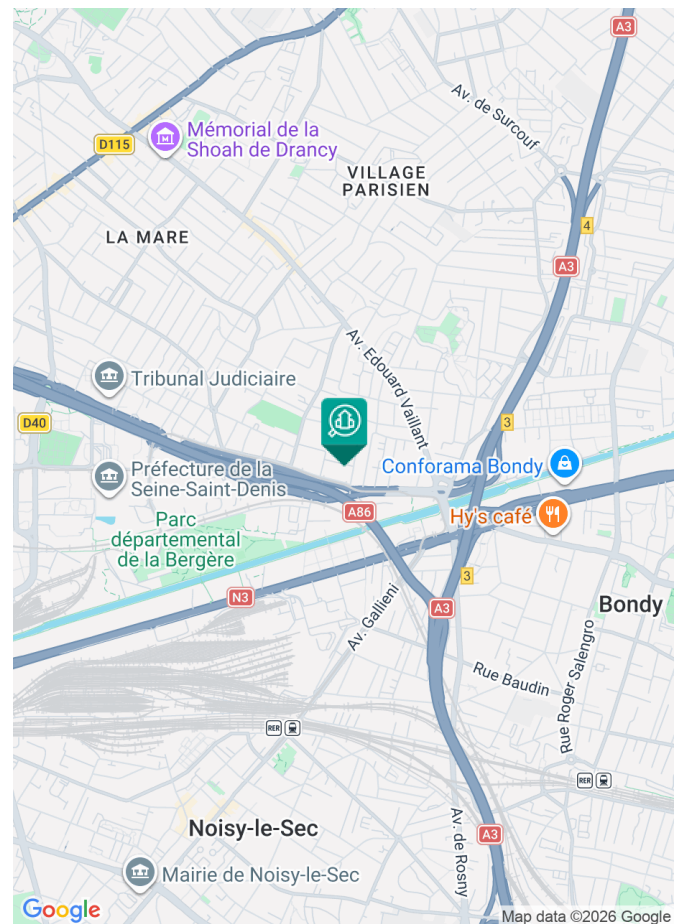 A3
Av. de Surcouf
D115
Mémorial de la
Shoah de Drancy
VILLAGE
PARISIEN
4
LA MARE
A3
Av. Edouard Vaillant
Tribunal Judiciaire
D40
3
Conforama Bondy
Préfecture de la
Seine-Saint-Denis
A86
Hy's café
Parc
départemental
de la Bergère
3
N3
A3
Bondy
Av. Gallieni
Rue Baudin
Rue Roger Salengro
RER
RER
Noisy-le-Sec
Av. de Rosny
A3
Mairie de Noisy-le-Sec
Google
Map data ©2026 Google